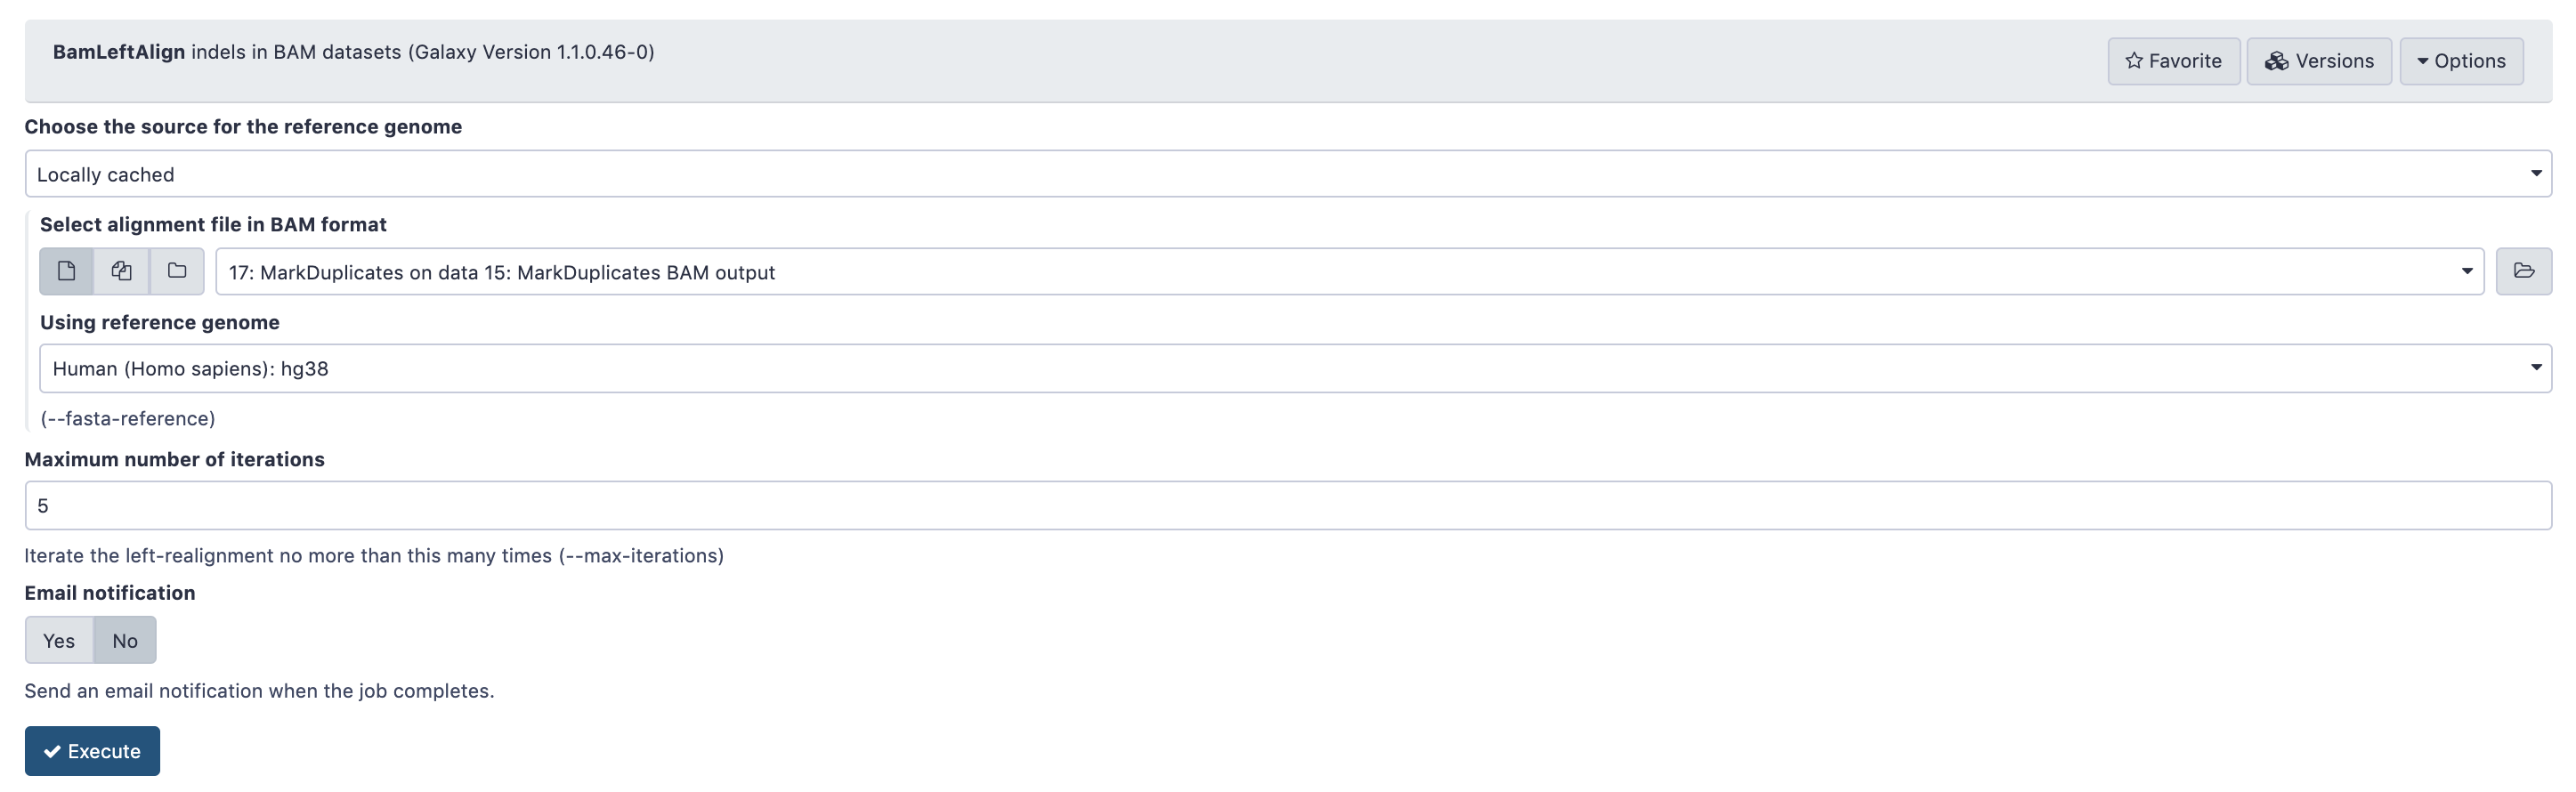 BamLeftAlign indels in BAM datasets (Galaxy Version 1.1.0.46-0)
Favorite
Versions
Options
Choose the source for the reference genome
Locally cached
Select alignment file in BAM format
17: MarkDuplicates on data 15: MarkDuplicates BAM output
Using reference genome
Human (Homo sapiens): hg38
(--fasta-reference)
Maximum number of iterations
5
Iterate the left-realignment no more than this many times (--max-iterations)
Email notification
Yes No
Send an email notification when the job completes.
Execute